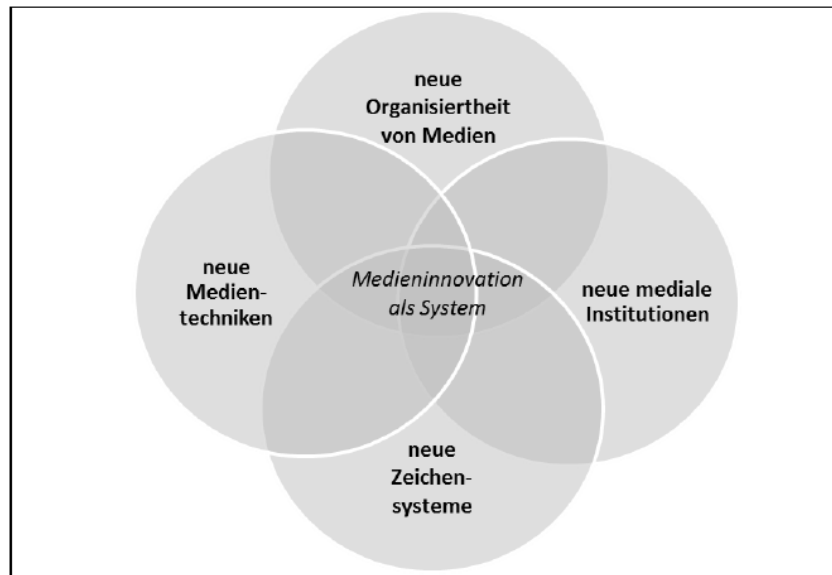 neue
Organisiertheit
von Medien
neue
Medien-
techniken
Medieninnovation
als System
neue mediale
Institutionen
neue
Zeichen-
systeme